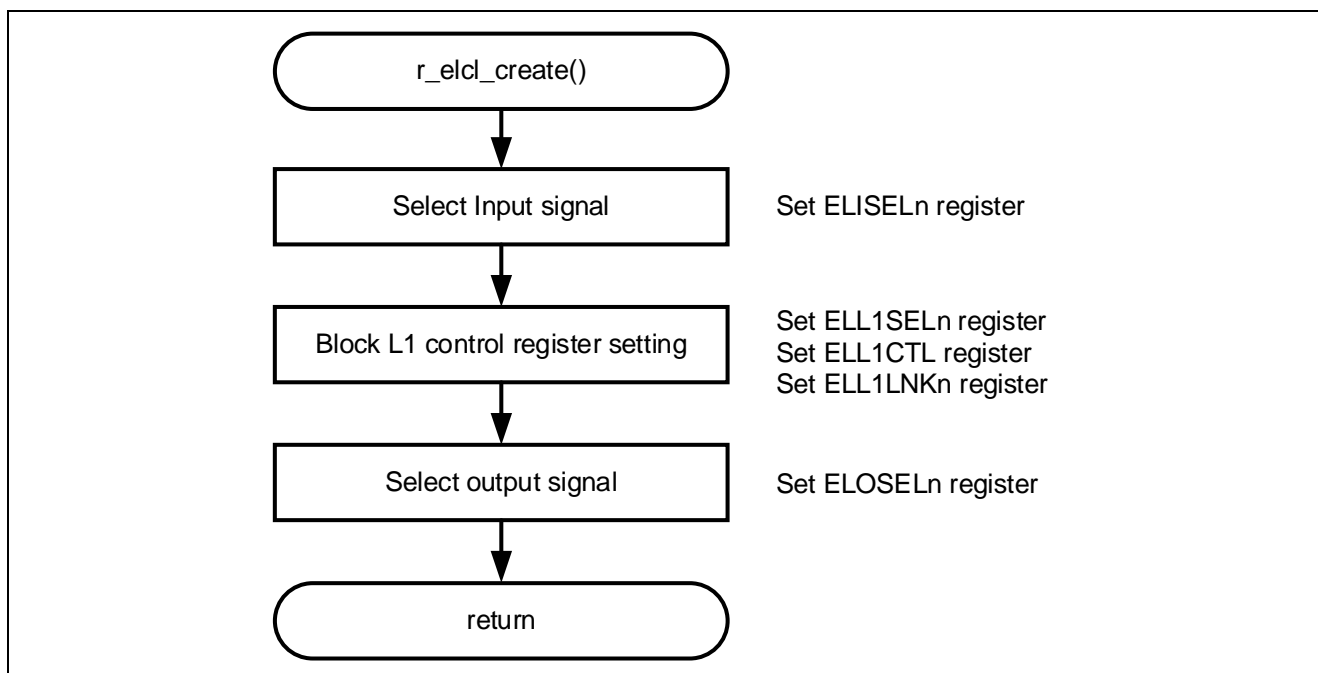 r_elcl_create()
Select Input signal
Set ELISELn register
Block L1 control register setting
Set ELL1SELn register
Set ELL1CTL register
Set ELL1LNKn register
Select output signal
Set ELOSELn register
return